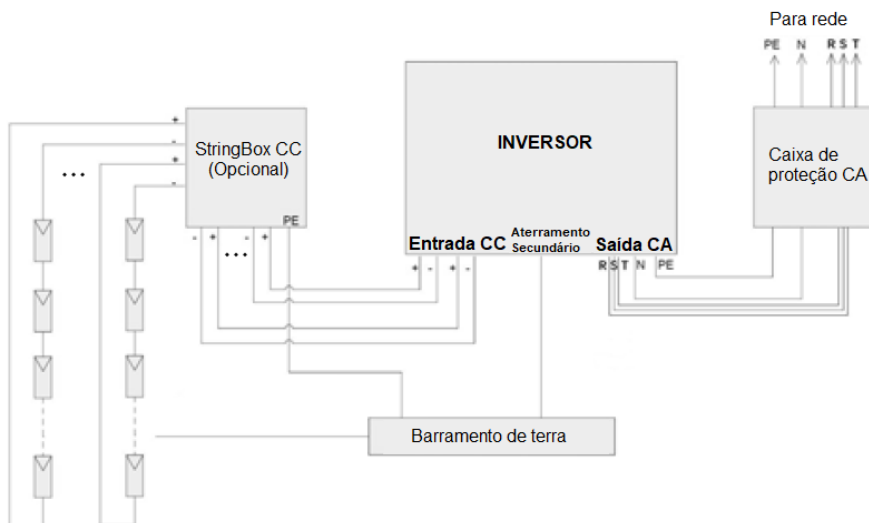 Para rede
PE N R S T
+
-
+
-
StringBox CC
(Opcional)
...
PE
- + ... - +
INVERSOR
Aterramento
Secundário
Entrada CC
Saída CA
+ - + -
R S T N PE
Caixa de
proteção CA
Barramento de terra